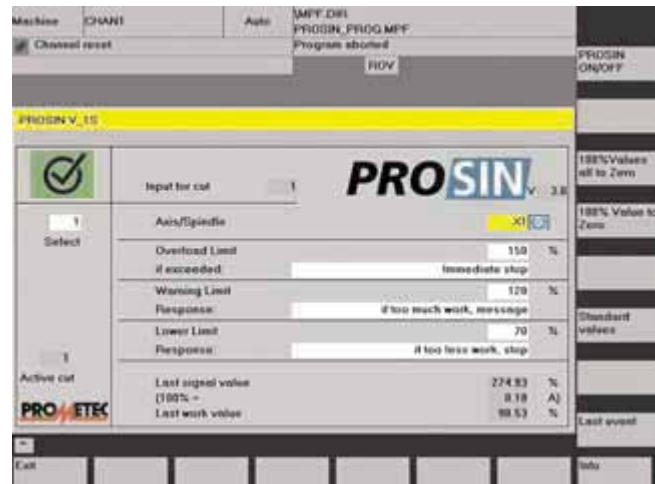 Machine CHAN1 Auto \MPF.DIR
PROSIN_PROG.MPF
Channel reset Program aborted
ROV
PROSIN ON/OFF
PROSIN V_1S
Input for cut 1 PROSIN V 3.8
100%Values all to Zero
1 Select
Axis/Spindle X1
100% Value to Zero
Overload Limit 150 %
if exceeded: Immediate stop
Warning Limit 120 %
Response: if too much work, message
Lower Limit 70 %
Response: if too less work, stop
Standard values
1 Active cut
Last signal value 274.93 %
(100% = 0.18 A)
Last work value 98.53 %
PROMETEC
Last event
Exit Info